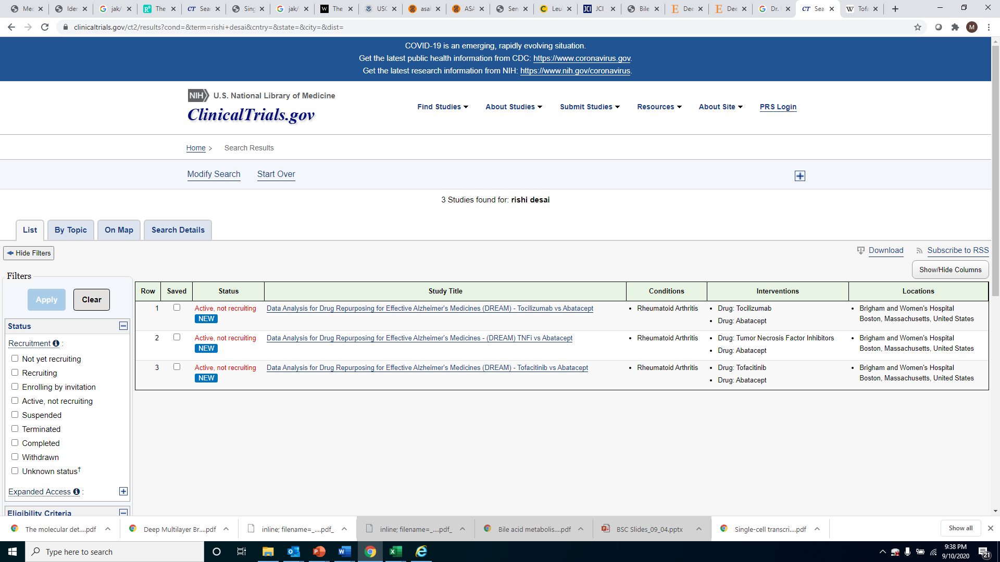 Mec
Ider
jak/
The
Sea
Sing
jak/
The
USC
asal
ASA
Sen
Leu
JCI
Bile
Dee
Dee
Dr.
Sea
Tofa
clinicaltrials.gov/ct2/results?cond=&term=rishi+desai&cntry=&state=&city=&dist=
M
COVID-19 is an emerging, rapidly evolving situation.
Get the latest public health information from CDC: https://www.coronavirus.gov.
Get the latest research information from NIH: https://www.nih.gov/coronavirus.
NIH U.S. National Library of Medicine
ClinicalTrials.gov
Find Studies About Studies Submit Studies Resources About Site PRS Login
Home > Search Results
Modify Search Start Over
3 Studies found for: rishi desai
List By Topic On Map Search Details
Hide Filters
Download Subscribe to RSS
Show/Hide Columns
Filters
Apply Clear
Status
Recruitment :
Not yet recruiting
Recruiting
Enrolling by invitation
Active, not recruiting
Suspended
Terminated
Completed
Withdrawn
Unknown status†
Expanded Access :
Eligibility Criteria
Row Saved Status Study Title Conditions Interventions Locations
1 Active, not recruiting Data Analysis for Drug Repurposing for Effective Alzheimer's Medicines (DREAM) - Tocilizumab vs Abatacept • Rheumatoid Arthritis • Drug: Tocilizumab • Brigham and Women's Hospital
NEW • Drug: Abatacept Boston, Massachusetts, United States
2 Active, not recruiting Data Analysis for Drug Repurposing for Effective Alzheimer's Medicines - (DREAM) TNFi vs Abatacept • Rheumatoid Arthritis • Drug: Tumor Necrosis Factor Inhibitors • Brigham and Women's Hospital
NEW • Drug: Abatacept Boston, Massachusetts, United States
3 Active, not recruiting Data Analysis for Drug Repurposing for Effective Alzheimer's Medicines (DREAM) - Tofacitinib vs Abatacept • Rheumatoid Arthritis • Drug: Tofacitinib • Brigham and Women's Hospital
NEW • Drug: Abatacept Boston, Massachusetts, United States
The molecular det....pdf
Deep Multilayer Br....pdf
inline; filename=_....pdf_
inline; filename=_....pdf_
Bile acid metabolis....pdf
BSC Slides_09_04.pptx
Single-cell transcri....pdf
Show all
Type here to search
9:38 PM
9/10/2020
21